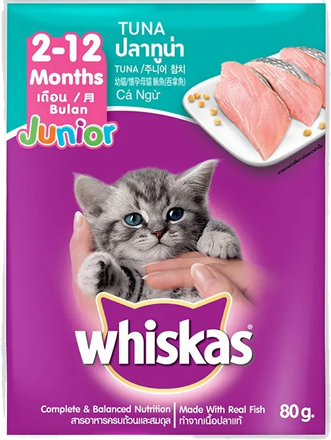 2-12
Months
เดือน /月
Bulan
Junior
TUNA
ปลาทูน่า
TUNA /주니어 참치
Cá Ngừ
whiskas®
Complete & Balanced Nutrition
สารอาหารครบถ้วนและสมดุล
Made With Real Fish
ทำจากเนื้อปลาแท้
80g.